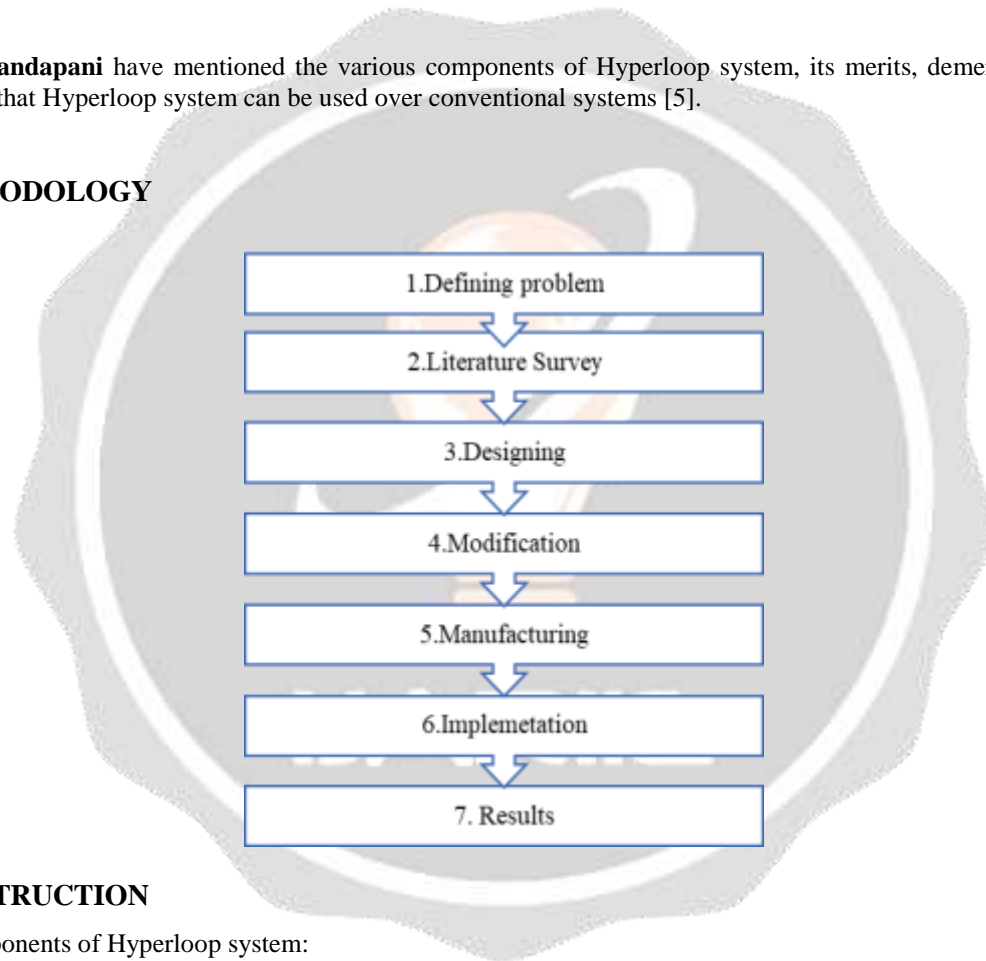 andapani have mentioned the various components of Hyperloop system, its merits, deme
that Hyperloop system can be used over conventional systems [5].
ODOLOGY
1.Defining problem
2.Literature Survey
3.Designing
4.Modification
5.Manufacturing
6.Implemetation
7. Results
TRUCTION
ponents of Hyperloop system: